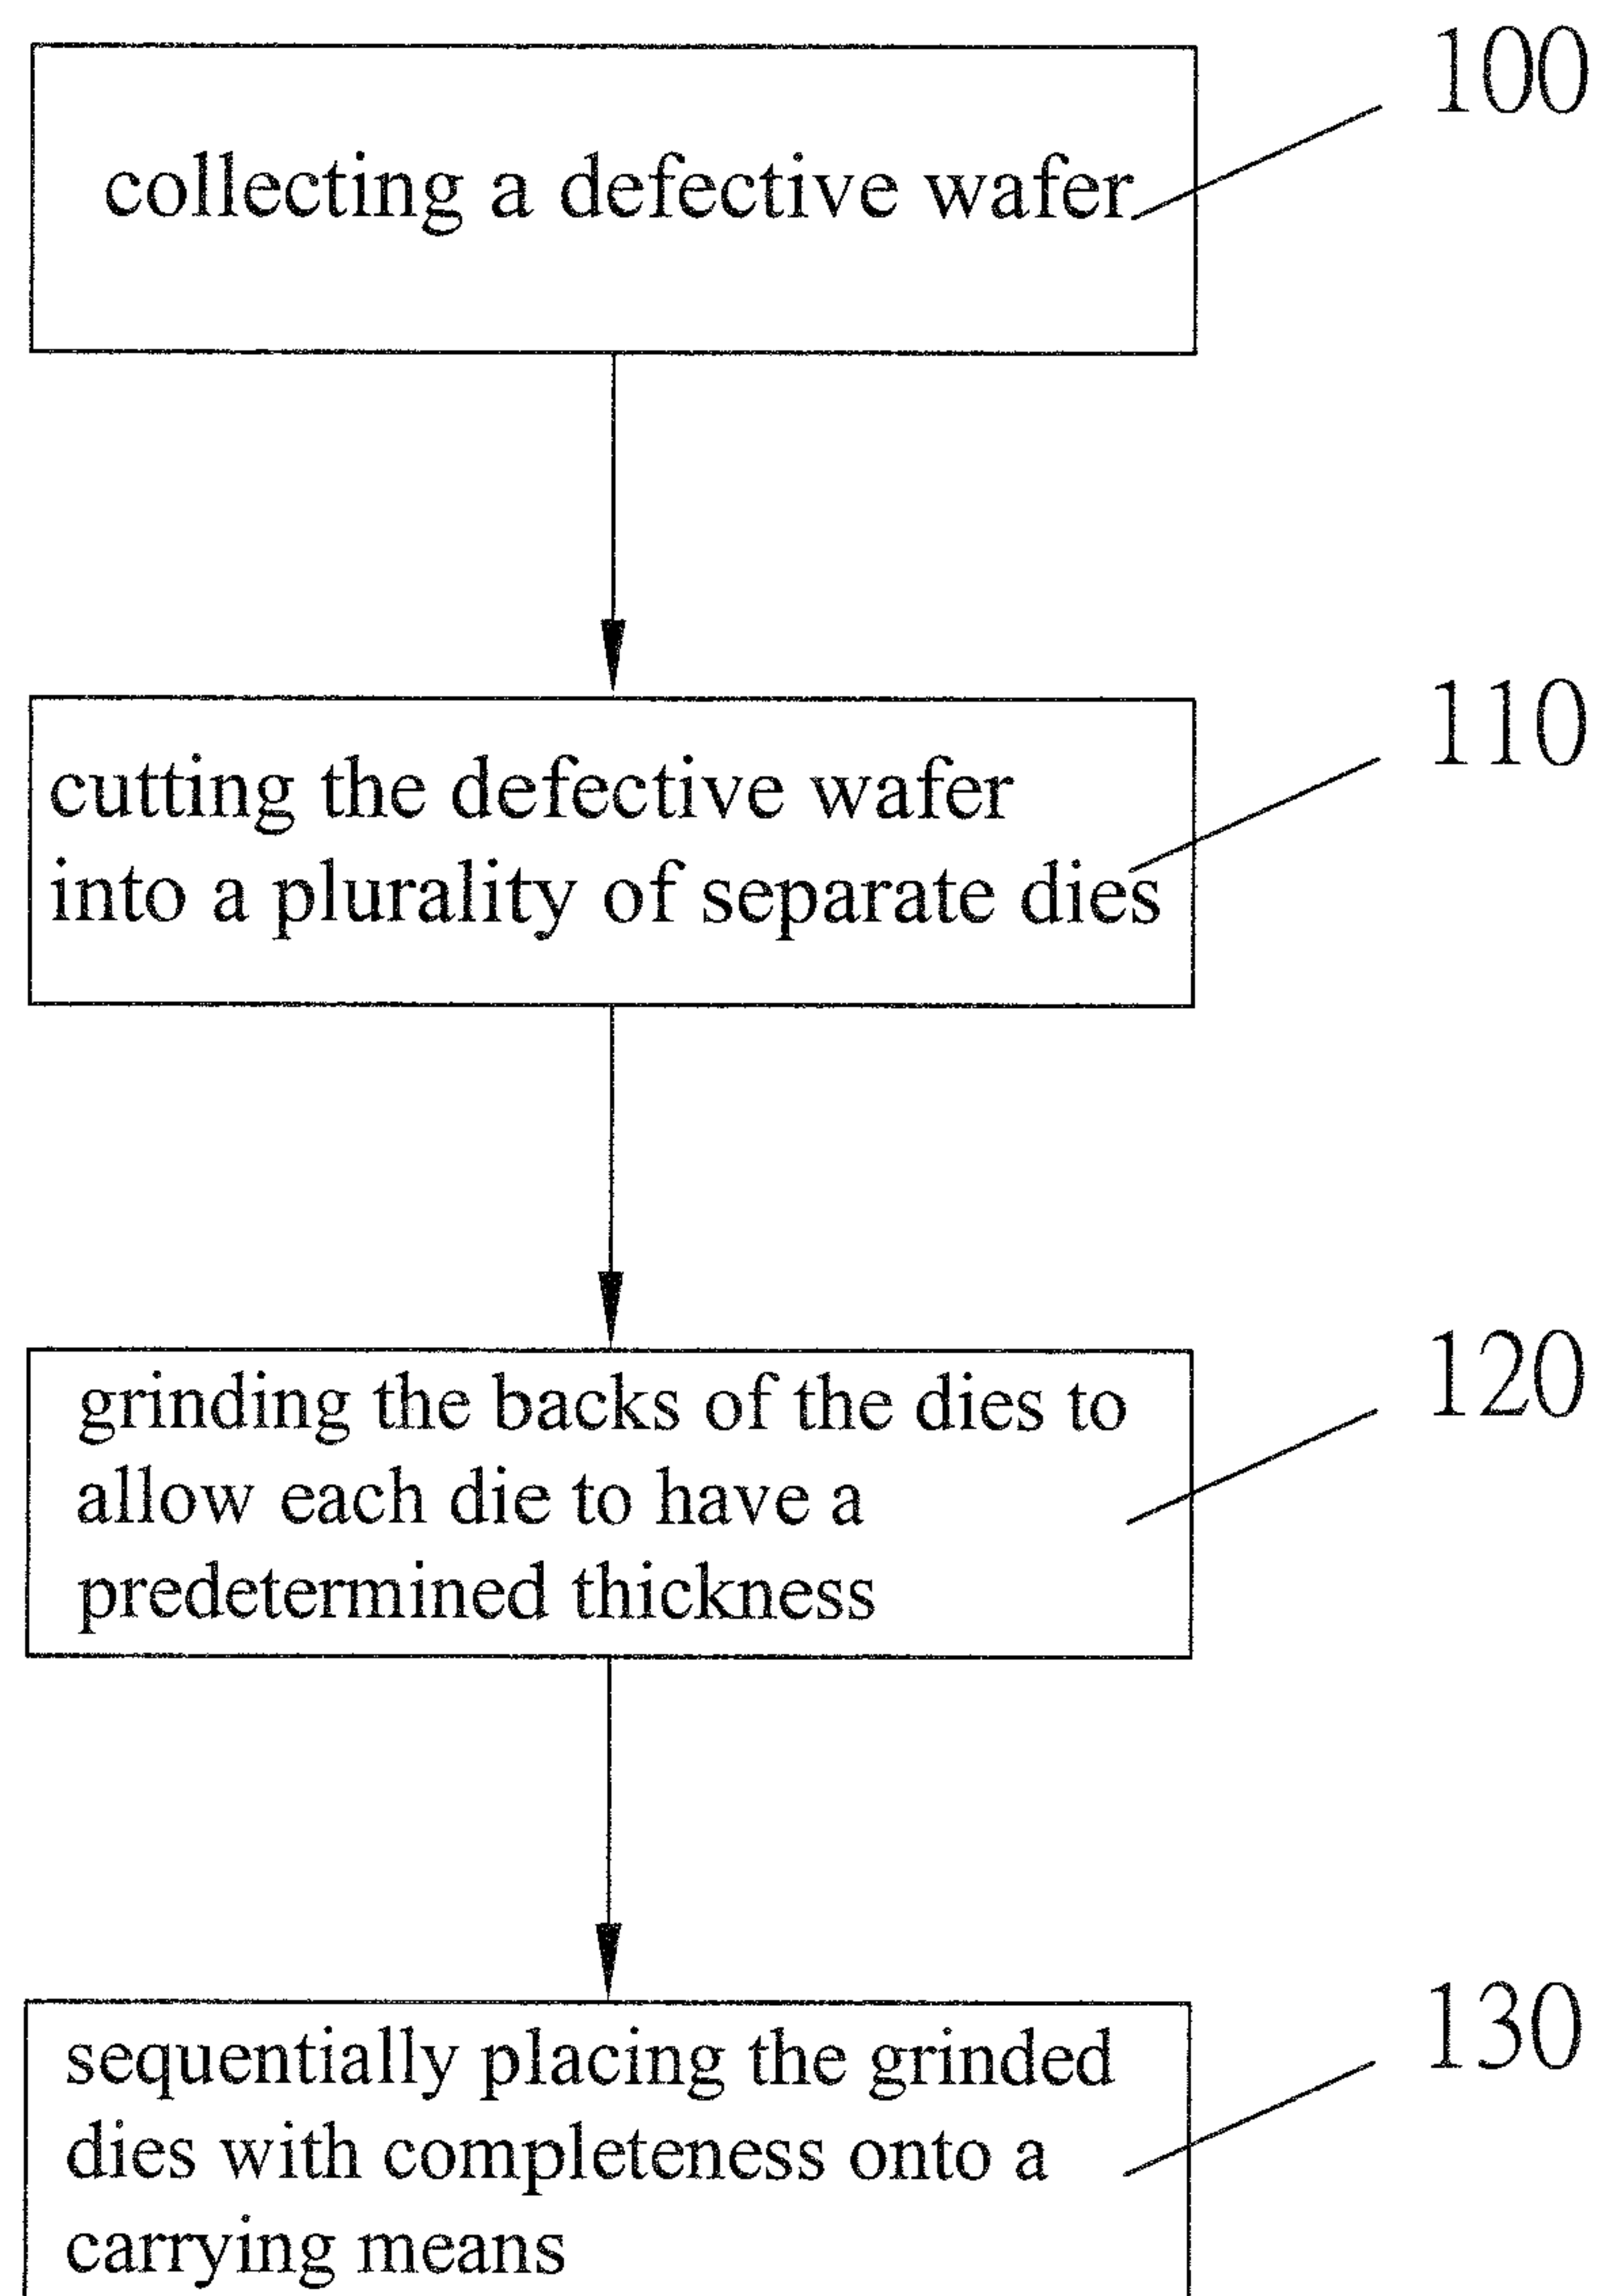 100
collecting a defective wafer
110
cutting the defective wafer
into a plurality of separate dies
120
grinding the backs of the dies to
allow each die to have a
predetermined thickness
130
sequentially placing the grinded
dies with completeness onto a
carrying means